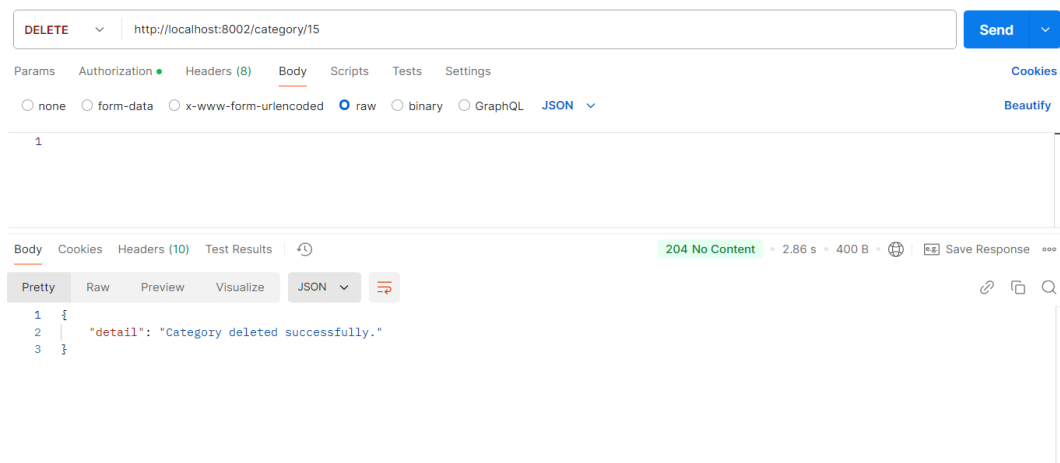 DELETE http://localhost:8002/category/15 Send
Params Authorization Headers (8) Body Scripts Tests Settings Cookies
none form-data x-www-form-urlencoded raw binary GraphQL JSON Beautify
1
Body Cookies Headers (10) Test Results 204 No Content 2.86 s 400 B e.g. Save Response
Pretty Raw Preview Visualize JSON
1 {
2 "detail": "Category deleted successfully."
3 }